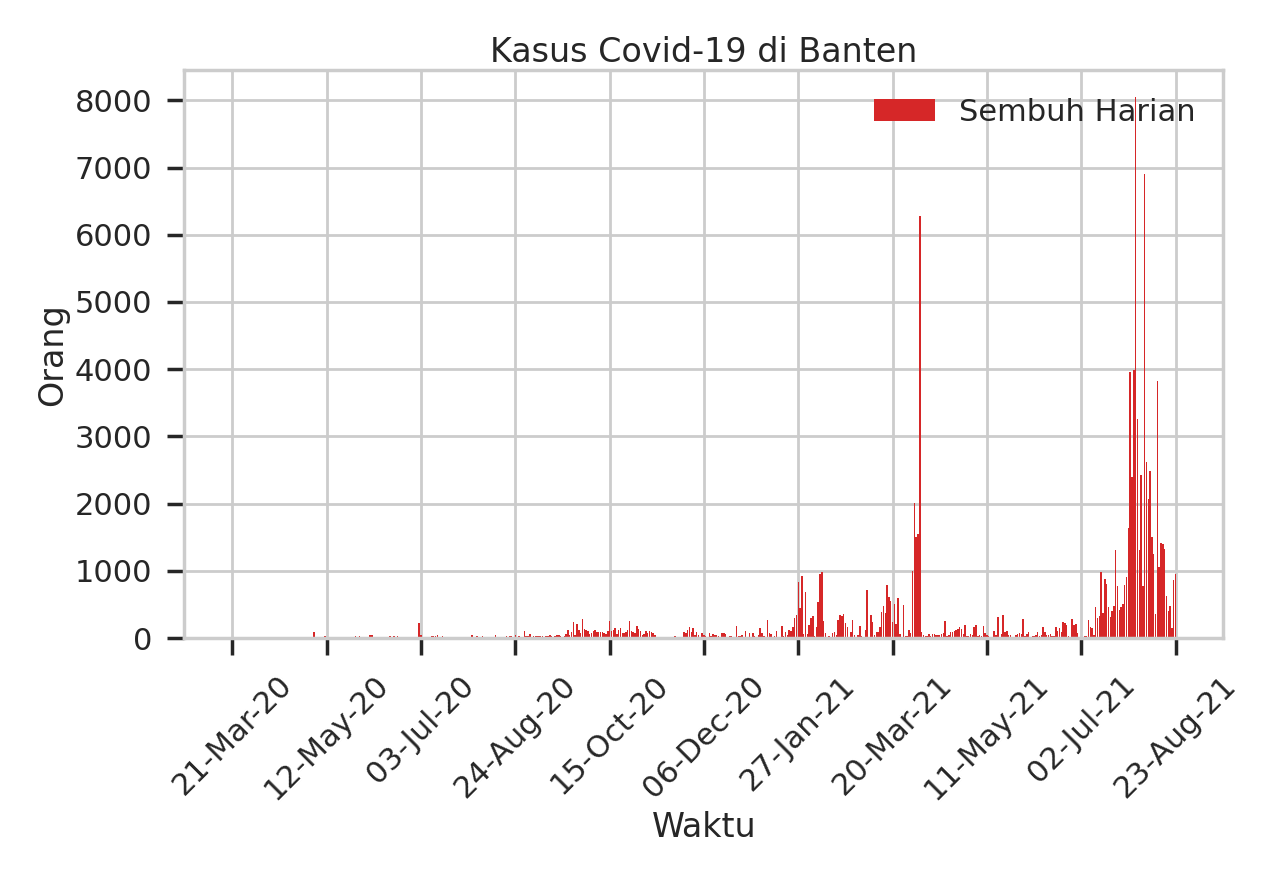 Kasus Covid-19 di Banten
Sembuh Harian
Orang
8000
7000
6000
5000
4000
3000
2000
1000
0
21-Mar-20
12-May-20
03-Jul-20
24-Aug-20
15-Oct-20
06-Dec-20
27-Jan-21
20-Mar-21
11-May-21
02-Jul-21
23-Aug-21
Waktu